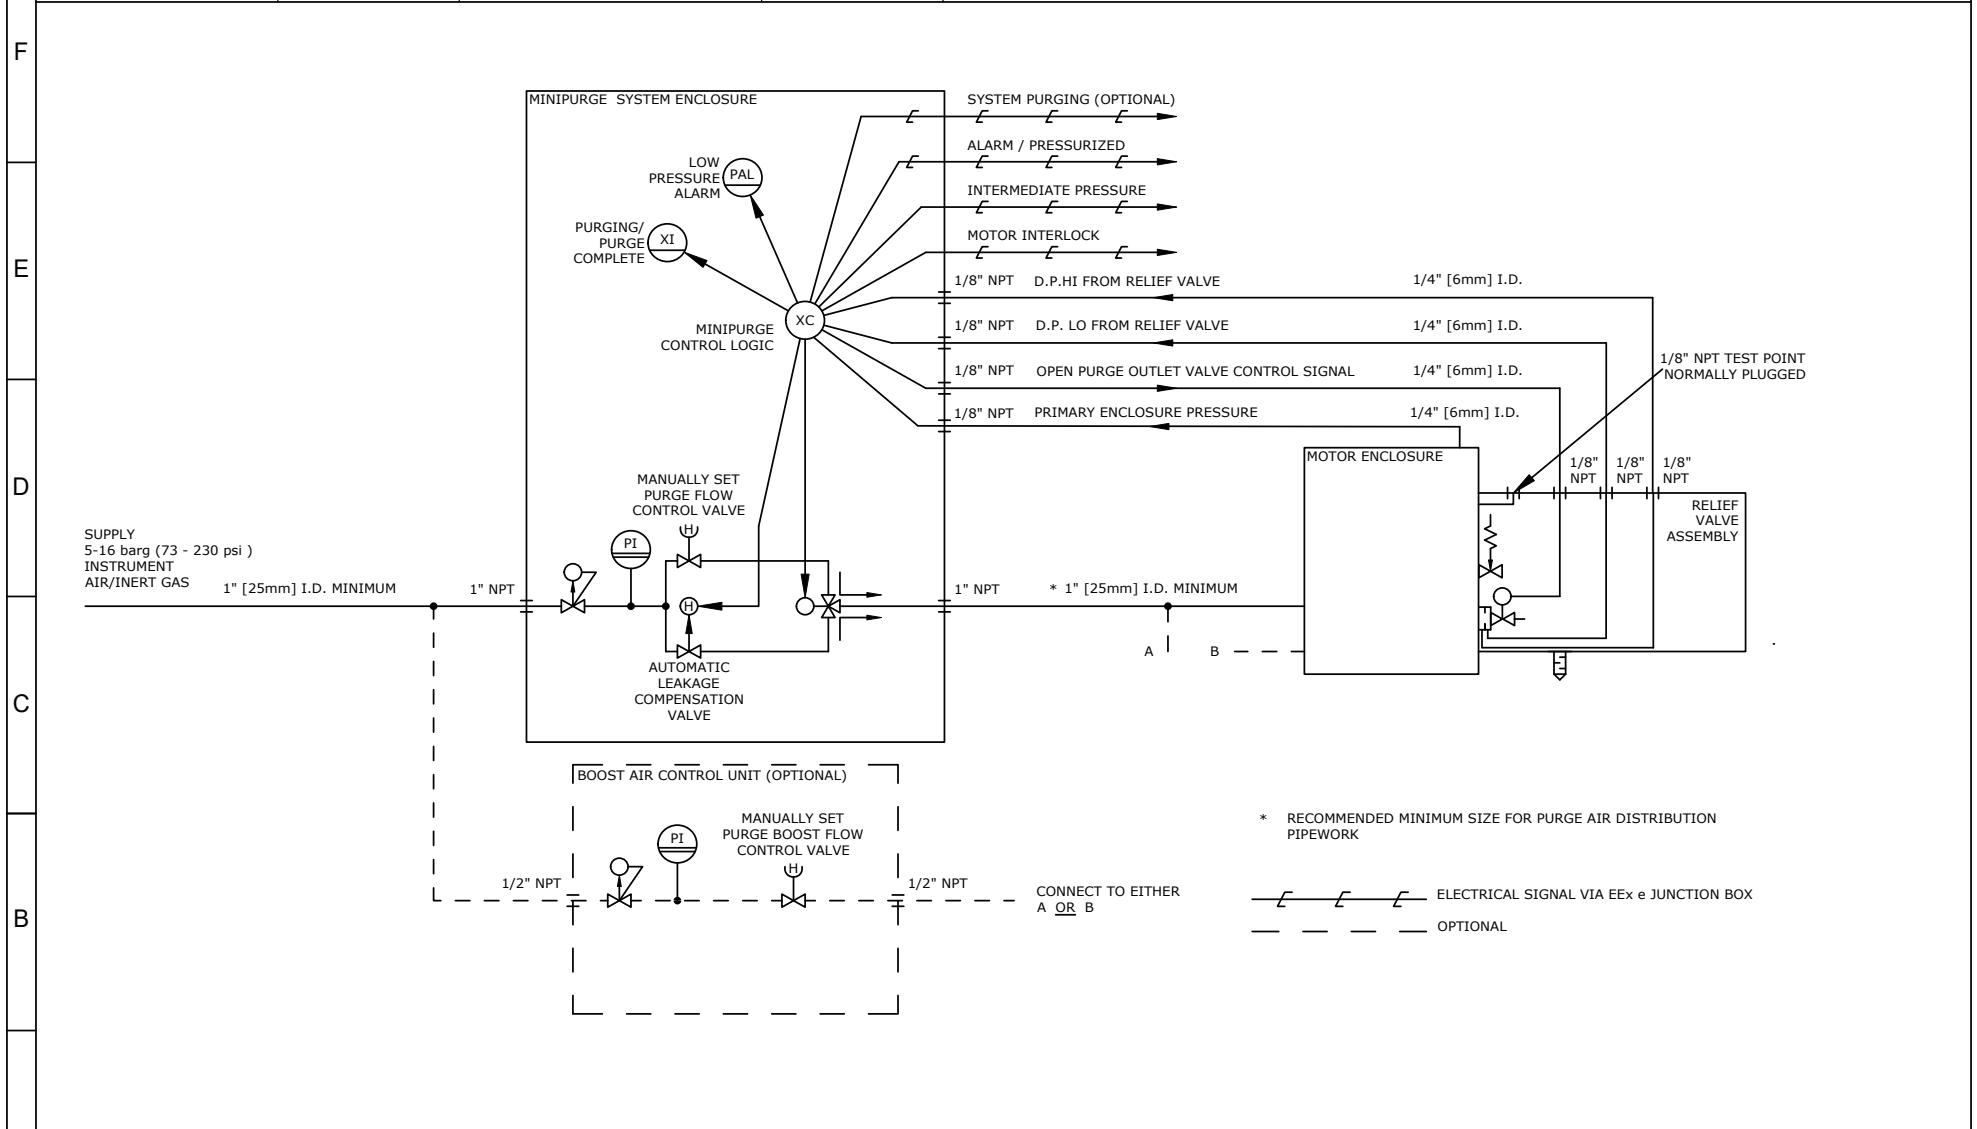 F
E
D
C
B
MINIPURGE SYSTEM ENCLOSURE
SYSTEM PURGING (OPTIONAL)
ALARM / PRESSURIZED
INTERMEDIATE PRESSURE
MOTOR INTERLOCK
LOW
PRESSURE
ALARM
PAL
PURGING/
PURGE
COMPLETE
XI
XC
MINIPURGE
CONTROL LOGIC
1/8" NPT D.P.HI FROM RELIEF VALVE 1/4" [6mm] I.D.
1/8" NPT D.P. LO FROM RELIEF VALVE 1/4" [6mm] I.D.
1/8" NPT OPEN PURGE OUTLET VALVE CONTROL SIGNAL 1/4" [6mm] I.D.
1/8" NPT PRIMARY ENCLOSURE PRESSURE 1/4" [6mm] I.D.
1/8" NPT TEST POINT
NORMALLY PLUGGED
MOTOR ENCLOSURE
1/8" 1/8" 1/8"
NPT NPT NPT
RELIEF
VALVE
ASSEMBLY
MANUALLY SET
PURGE FLOW
CONTROL VALVE
H
PI
H
SUPPLY
5-16 barg (73 - 230 psi )
INSTRUMENT
AIR/INERT GAS
1" [25mm] I.D. MINIMUM
1" NPT
1" NPT
* 1" [25mm] I.D. MINIMUM
A B
AUTOMATIC
LEAKAGE
COMPENSATION
VALVE
BOOST AIR CONTROL UNIT (OPTIONAL)
PI
MANUALLY SET
PURGE BOOST FLOW
CONTROL VALVE
H
1/2" NPT
1/2" NPT
CONNECT TO EITHER
A OR B
* RECOMMENDED MINIMUM SIZE FOR PURGE AIR DISTRIBUTION
PIPEWORK
ELECTRICAL SIGNAL VIA EEx e JUNCTION BOX
OPTIONAL